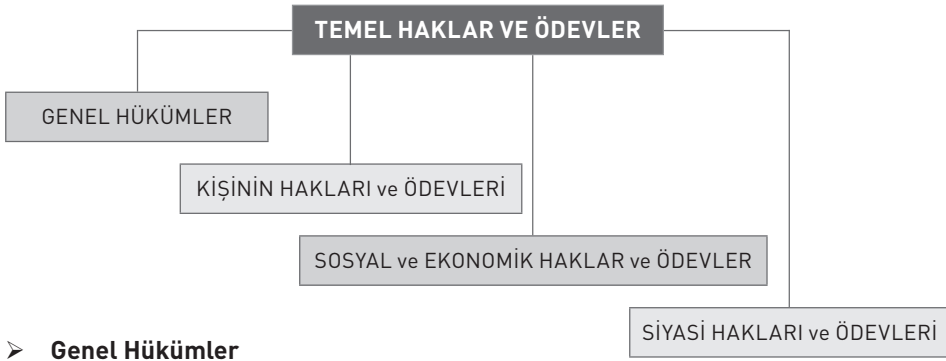 TEMEL HAKLAR VE ÖDEVLER
GENEL HÜKÜMLER
KİŞİNİN HAKLARI ve ÖDEVLERİ
SOSYAL ve EKONOMİK HAKLAR ve ÖDEVLER
SİYASİ HAKLARI ve ÖDEVLERİ
➢ Genel Hükümler